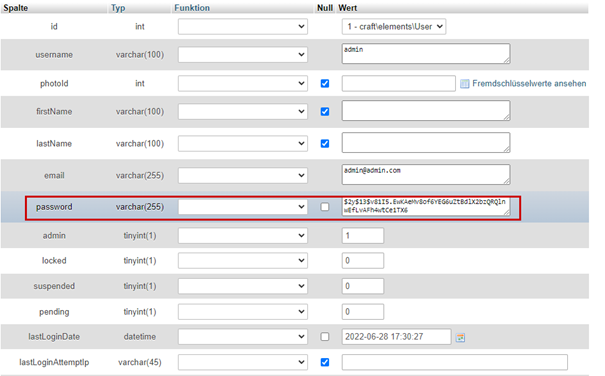 Spalte Typ Funktion Null Wert
id int 1 - craft\elements\User
username varchar(100) admin
photoId int Fremdschlüsselwerte ansehen
firstName varchar(100)
lastName varchar(100)
email varchar(255) admin@admin.com
password varchar(255) $2y$13$v81I5.EwKAeMv8of6YEG6uZtBdlX2bzQRQln
wEfLvAFh4wtCe1TX6
admin tinyint(1) 1
locked tinyint(1) 0
suspended tinyint(1) 0
pending tinyint(1) 0
lastLoginDate datetime 2022-06-28 17:30:27
lastLoginAttemptIp varchar(45)